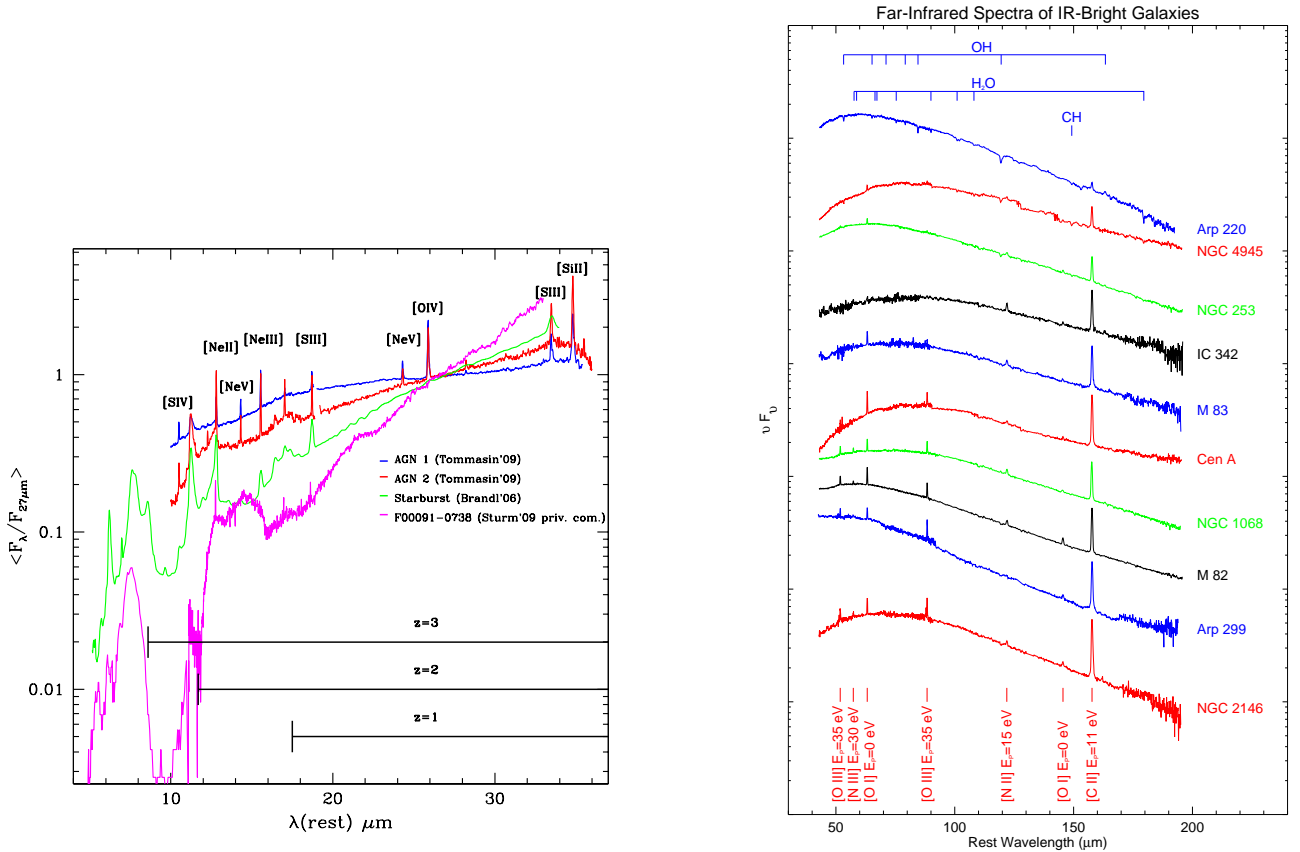 [SiII]
[SIII]
[OIV]
[NeIII]
[SIII]
[NeV]
[NeII]
[NeV]
[SIV]
1
0.1
0.01
<F_λ/F_27μm>
AGN 1 (Tommasin'09)
AGN 2 (Tommasin'09)
Starburst (Brandl'06)
F00091-0738 (Sturm'09 priv. com.)
z=3
z=2
z=1
10
20
30
λ(rest) μm
Far-Infrared Spectra of IR-Bright Galaxies
OH
H₂O
CH
Arp 220
NGC 4945
NGC 253
IC 342
M 83
Cen A
NGC 1068
M 82
Arp 299
NGC 2146
υ F_υ
[O III] E_P=35 eV
[N III] E_P=30 eV
[O I] E_P=0 eV
[O III] E_P=35 eV
[N II] E_P=15 eV
[O I] E_P=0 eV
[C II] E_P=11 eV
50
100
150
200
Rest Wavelength (μm)